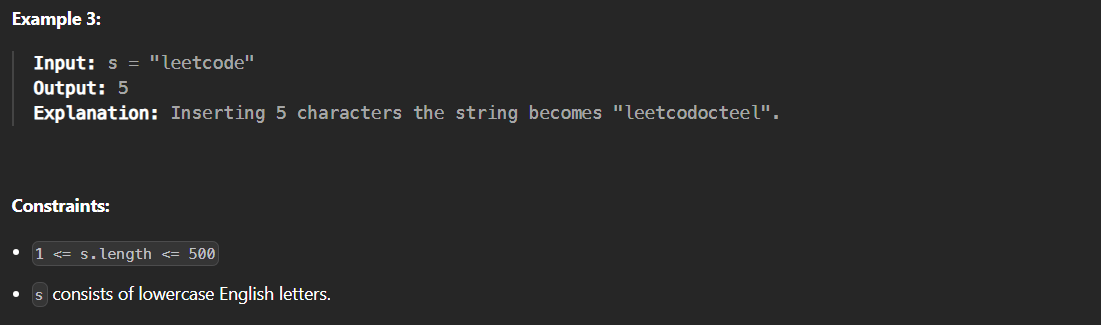 Example 3:
Input: s = "leetcode"
Output: 5
Explanation: Inserting 5 characters the string becomes "leetcodocteel".
Constraints:
• 1 <= s.length <= 500
• s consists of lowercase English letters.